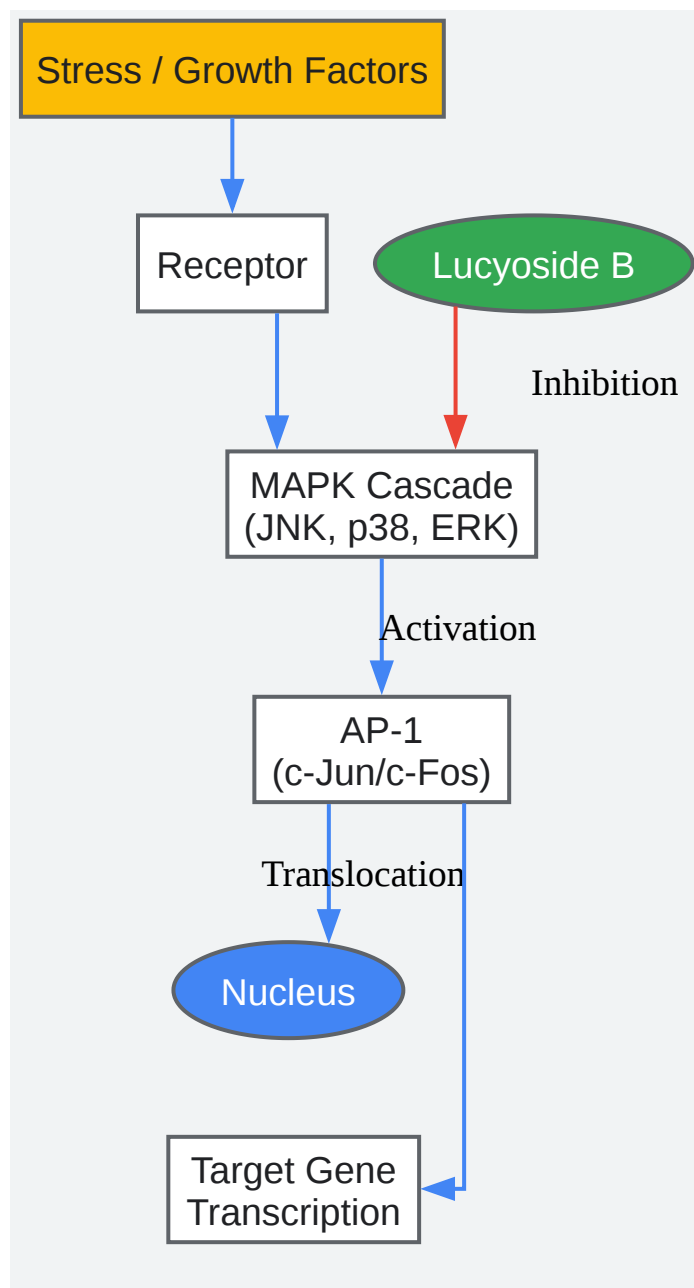 Stress / Growth Factors
Receptor
Lucyoside B
Inhibition
MAPK Cascade
(JNK, p38, ERK)
Activation
AP-1
(c-Jun/c-Fos)
Translocation
Nucleus
Target Gene
Transcription